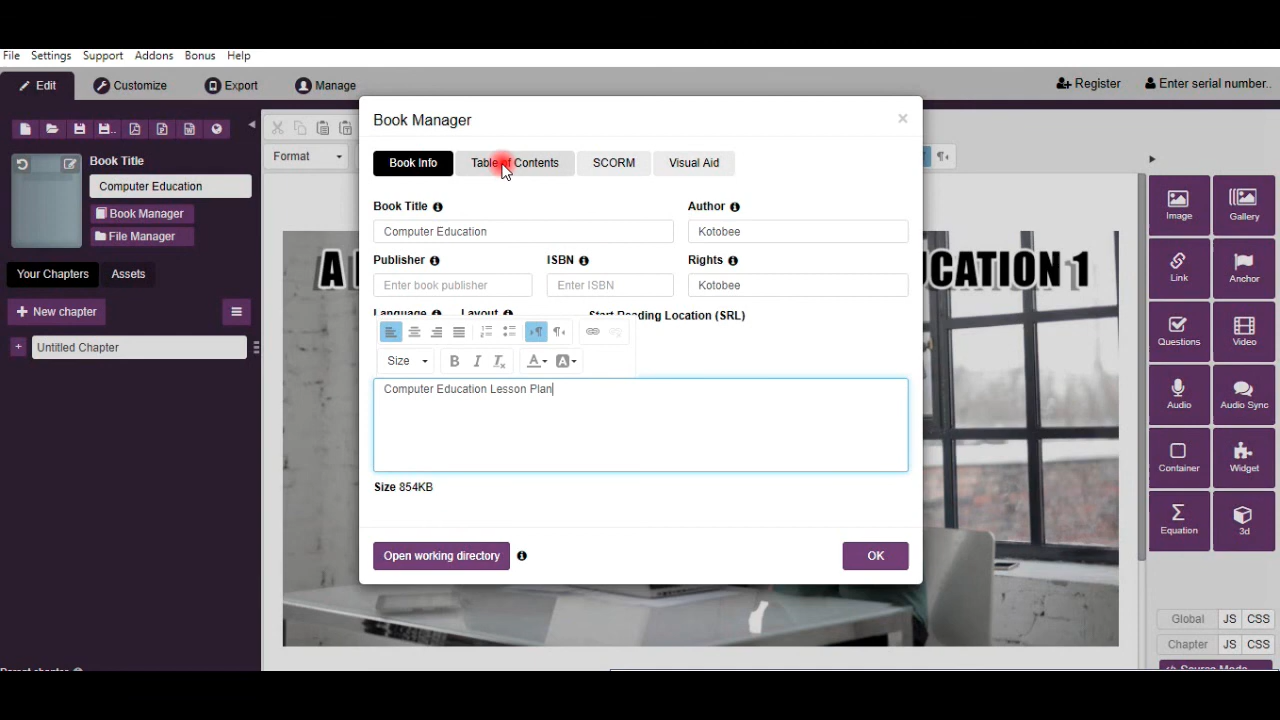 File Settings Support Addons Bonus Help
Edit Customize Export Manage Register Enter serial number..
Book Manager ×
Book Title
Format
Computer Education
Book Manager
File Manager
Your Chapters Assets
New chapter
Untitled Chapter
Book Info Table of Contents SCORM Visual Aid
Book Title Author
Computer Education Kotobee
Publisher ISBN Rights
Enter book publisher Enter ISBN Kotobee
Language Layout Start Reading Location (SRL)
Size B I A A
Computer Education Lesson Plan
Size 854KB
Open working directory OK
CATION 1
Image Gallery
Link Anchor
Questions Video
Audio Audio Sync
Container Widget
Equation 3d
Global JS CSS
Chapter JS CSS